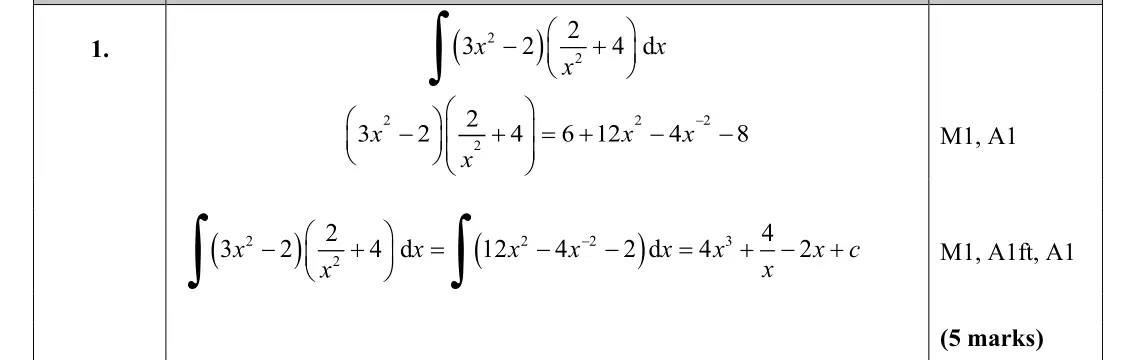 1.
∫(3x² − 2)(2/x² + 4) dx
(3x² − 2)(2/x² + 4) = 6 + 12x² − 4x⁻² − 8 M1, A1
∫(3x² − 2)(2/x² + 4) dx = ∫(12x² − 4x⁻² − 2)dx = 4x³ + 4/x − 2x + c M1, A1ft, A1
(5 marks)